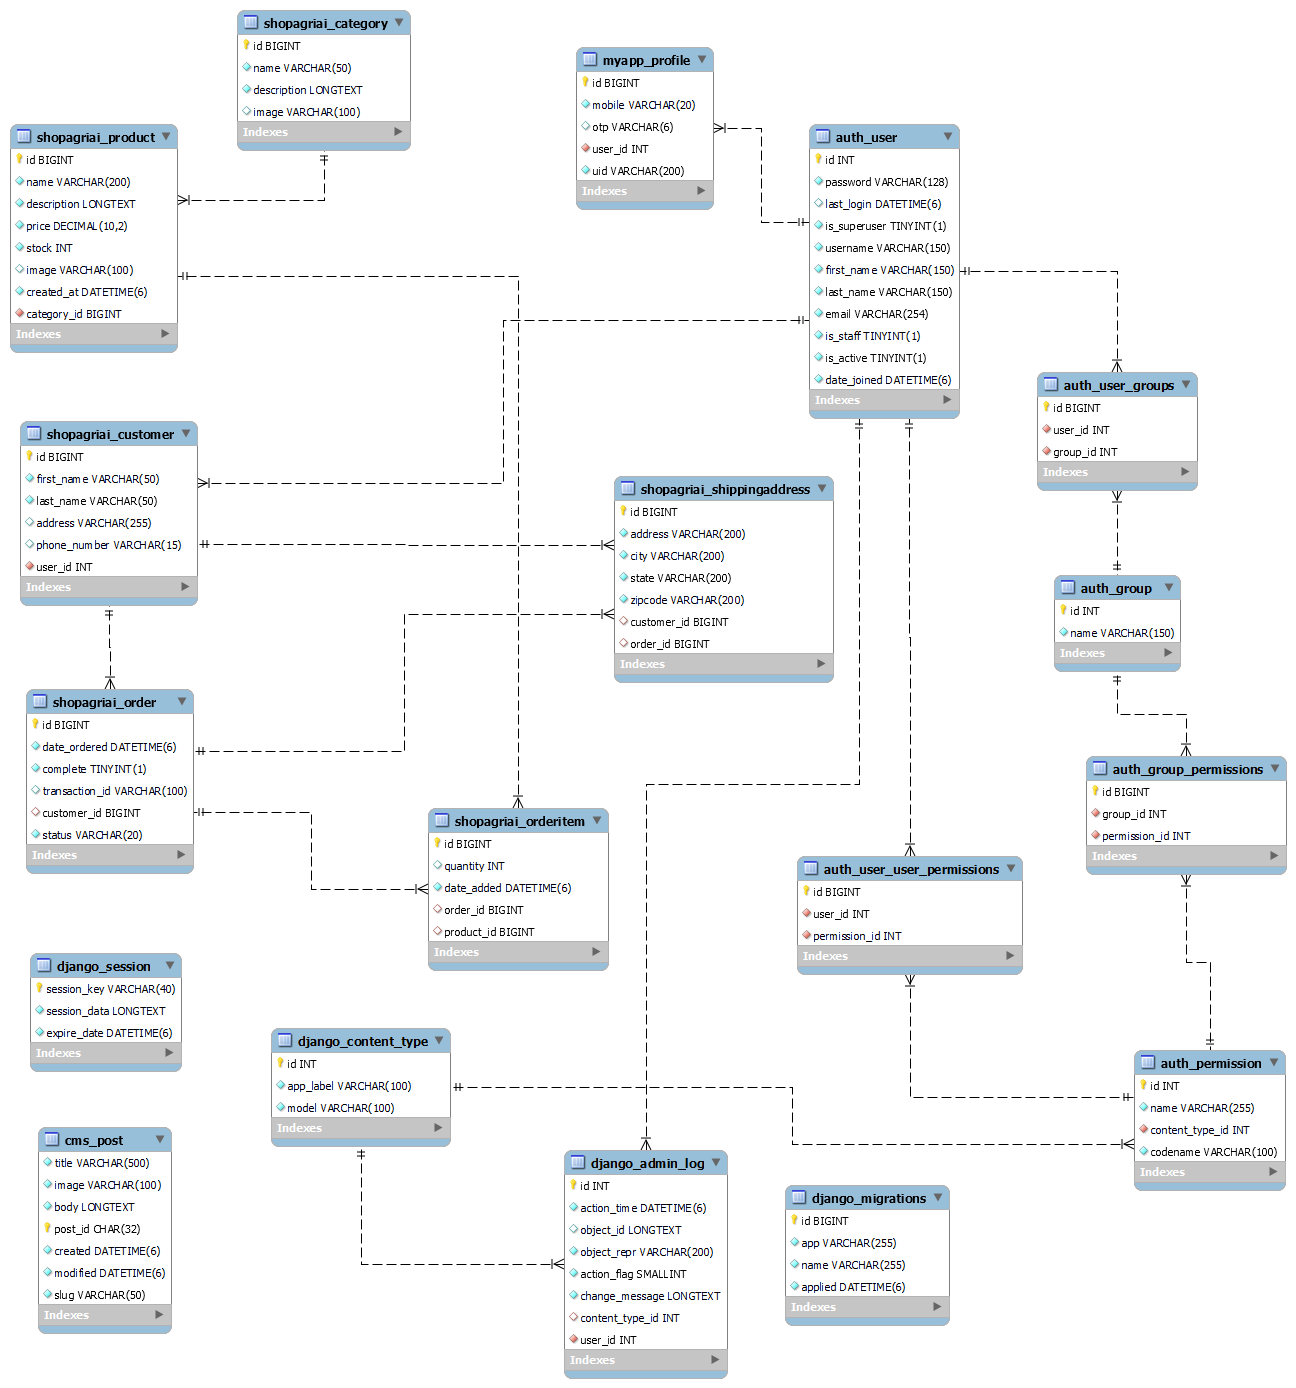 shopagriai_category
id BIGINT
name VARCHAR(50)
description LONGTEXT
image VARCHAR(100)
Indexes
myapp_profile
id BIGINT
mobile VARCHAR(20)
otp VARCHAR(6)
user_id INT
uid VARCHAR(200)
Indexes
shopagriai_product
id BIGINT
name VARCHAR(200)
description LONGTEXT
price DECIMAL(10,2)
stock INT
image VARCHAR(100)
created_at DATETIME(6)
category_id BIGINT
Indexes
auth_user
id INT
password VARCHAR(128)
last_login DATETIME(6)
is_superuser TINYINT(1)
username VARCHAR(150)
first_name VARCHAR(150)
last_name VARCHAR(150)
email VARCHAR(254)
is_staff TINYINT(1)
is_active TINYINT(1)
date_joined DATETIME(6)
Indexes
auth_user_groups
id BIGINT
user_id INT
group_id INT
Indexes
shopagriai_customer
id BIGINT
first_name VARCHAR(50)
last_name VARCHAR(50)
address VARCHAR(255)
phone_number VARCHAR(15)
user_id INT
Indexes
shopagriai_shippingaddress
id BIGINT
address VARCHAR(200)
city VARCHAR(200)
state VARCHAR(200)
zipcode VARCHAR(200)
customer_id BIGINT
order_id BIGINT
Indexes
auth_group
id INT
name VARCHAR(150)
Indexes
shopagriai_order
id BIGINT
date_ordered DATETIME(6)
complete TINYINT(1)
transaction_id VARCHAR(100)
customer_id BIGINT
status VARCHAR(20)
Indexes
auth_group_permissions
id BIGINT
group_id INT
permission_id INT
Indexes
shopagriai_orderitem
id BIGINT
quantity INT
date_added DATETIME(6)
order_id BIGINT
product_id BIGINT
Indexes
auth_user_user_permissions
id BIGINT
user_id INT
permission_id INT
Indexes
django_session
session_key VARCHAR(40)
session_data LONGTEXT
expire_date DATETIME(6)
Indexes
django_content_type
id INT
app_label VARCHAR(100)
model VARCHAR(100)
Indexes
auth_permission
id INT
name VARCHAR(255)
content_type_id INT
codename VARCHAR(100)
Indexes
cms_post
title VARCHAR(500)
image VARCHAR(100)
body LONGTEXT
post_id CHAR(32)
created DATETIME(6)
modified DATETIME(6)
slug VARCHAR(50)
Indexes
django_admin_log
id INT
action_time DATETIME(6)
object_id LONGTEXT
object_repr VARCHAR(200)
action_flag SMALLINT
change_message LONGTEXT
content_type_id INT
user_id INT
Indexes
django_migrations
id BIGINT
app VARCHAR(255)
name VARCHAR(255)
applied DATETIME(6)
Indexes